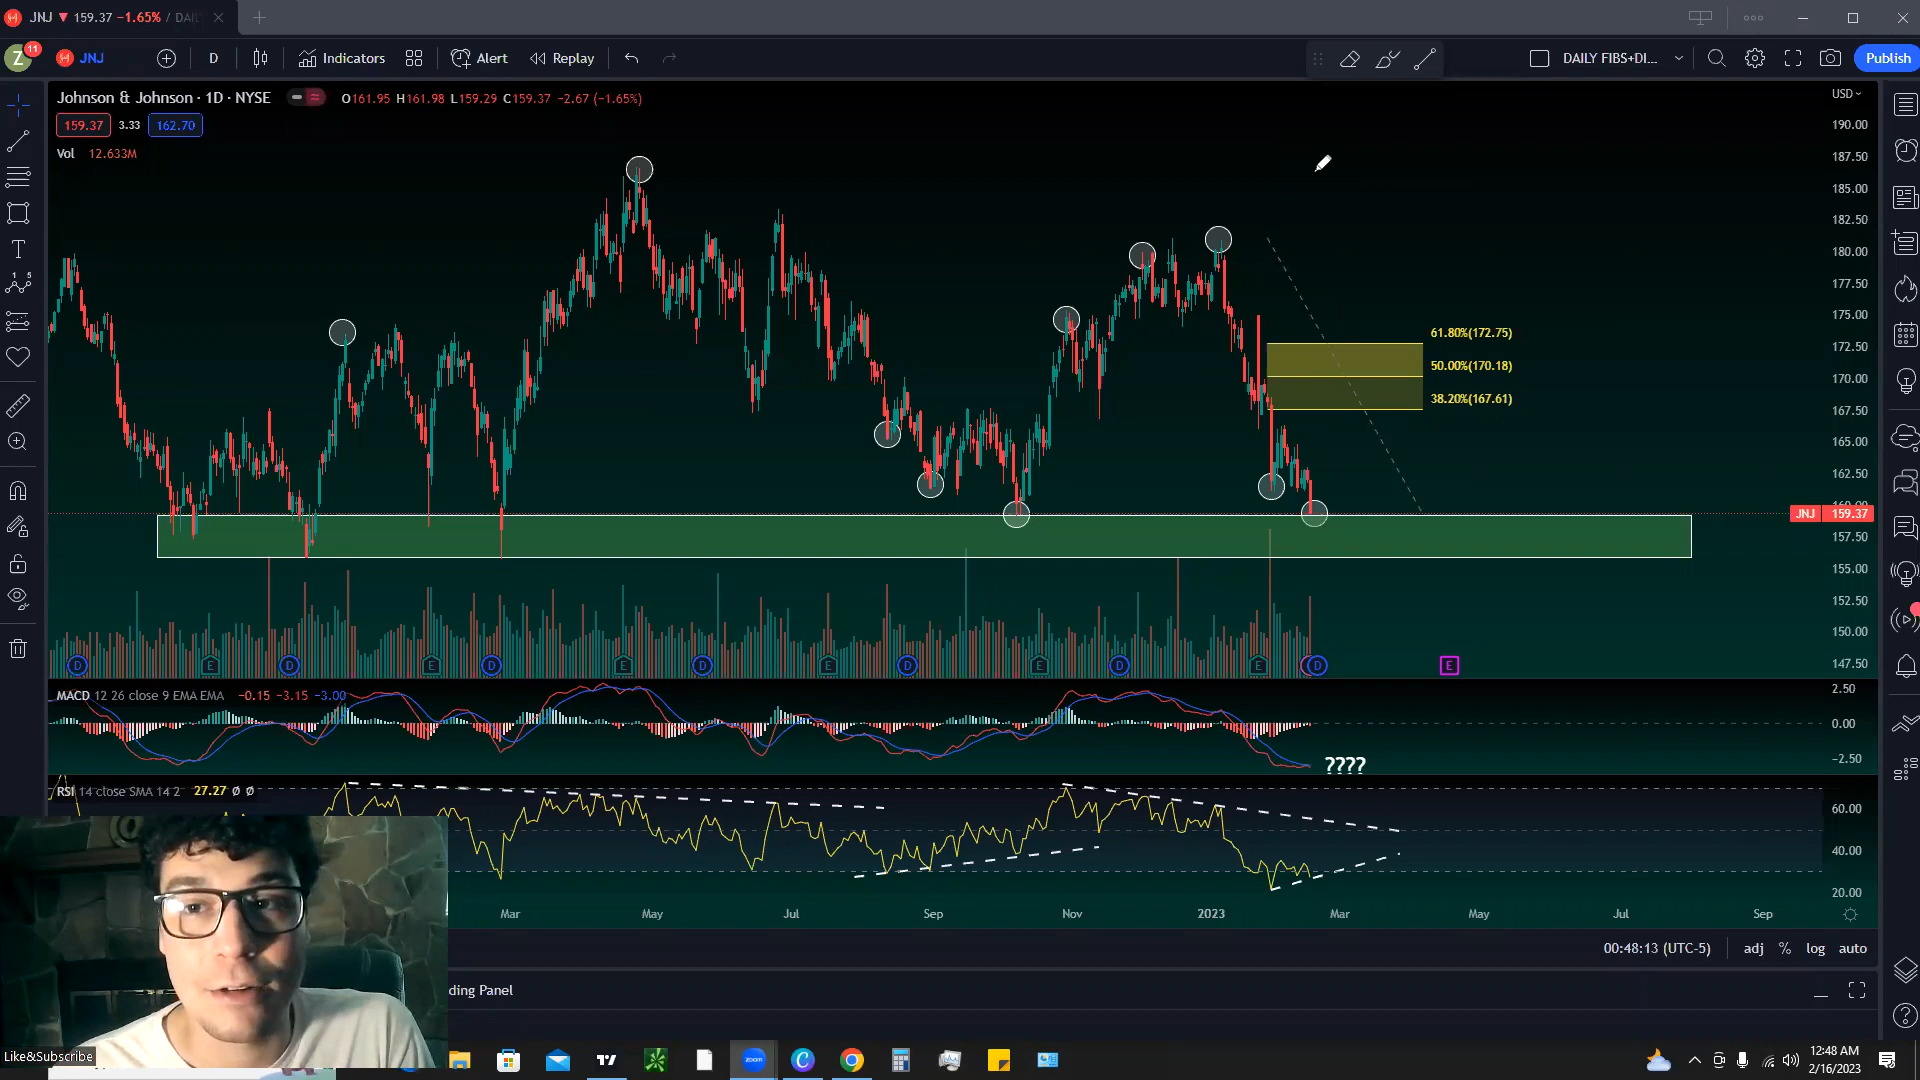 JNJ ▼ 159.37 −1.65% / DAIL
Z 11 JNJ D Indicators Alert Replay DAILY FIBS+DI... Publish
Johnson & Johnson · 1D · NYSE O161.95 H161.98 L159.29 C159.37 −2.67 (−1.65%)
USD
159.37 3.33 162.70
190.00
Vol 12.633M
187.50
185.00
182.50
180.00
177.50
175.00
61.80%(172.75)
172.50
50.00%(170.18)
170.00
38.20%(167.61)
167.50
165.00
162.50
160.00
JNJ 159.37
157.50
155.00
152.50
150.00
147.50
D E D E D E D E D E D E D E
MACD 12 26 close 9 EMA EMA −0.15 −3.15 −3.00
2.50
0.00
−2.50
????
RSI 14 close SMA 14 2 27.27 ø ø
60.00
40.00
20.00
Mar May Jul Sep Nov 2023 Mar May Jul Sep
00:48:13 (UTC-5) adj % log auto
ding Panel
Like&Subscribe
zoom
12:48 AM
2/16/2023